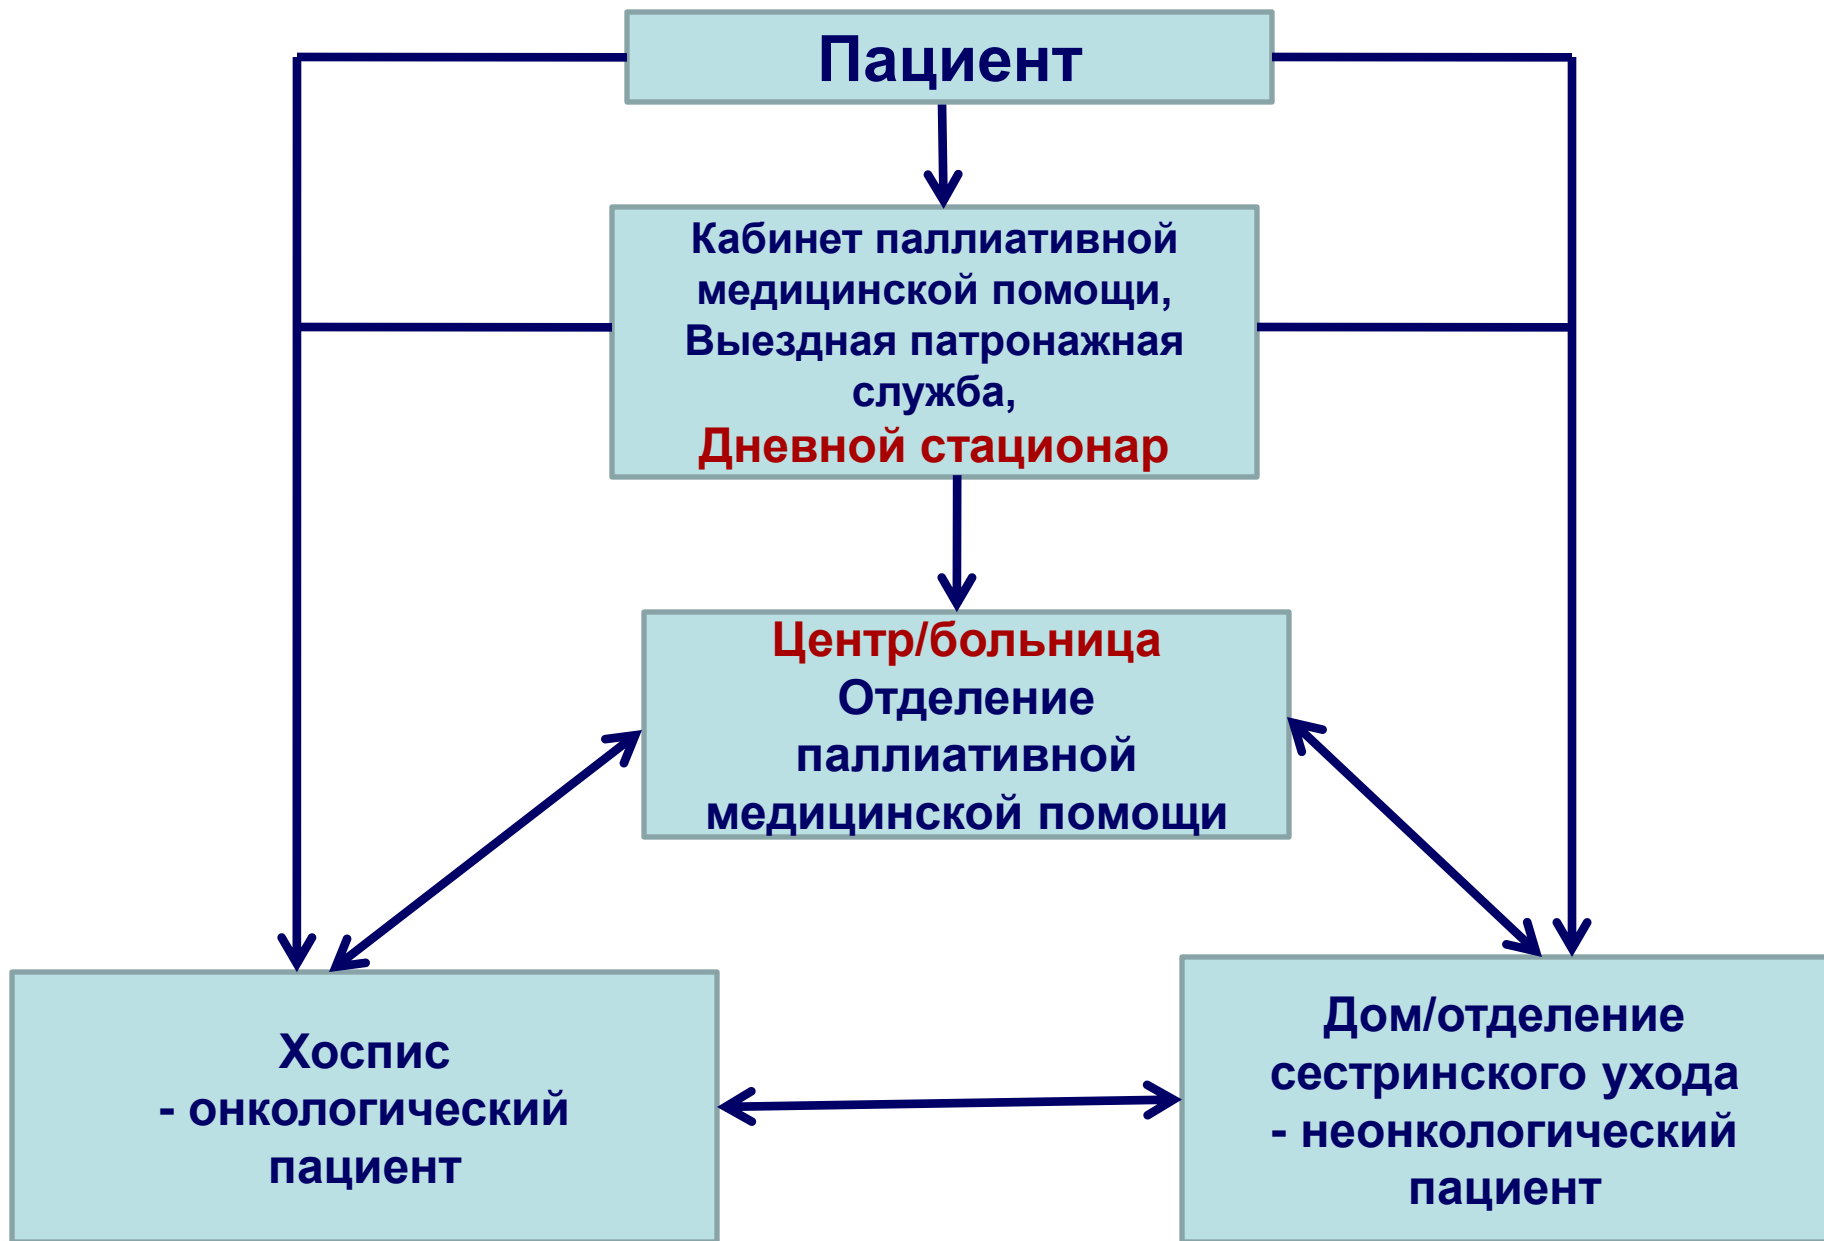 Пациент
Кабинет паллиативной
медицинской помощи,
Выездная патронажная
служба,
Дневной стационар
Центр/больница
Отделение
паллиативной
медицинской помощи
Хоспис
- онкологический
пациент
Дом/отделение
сестринского ухода
- неонкологический
пациент